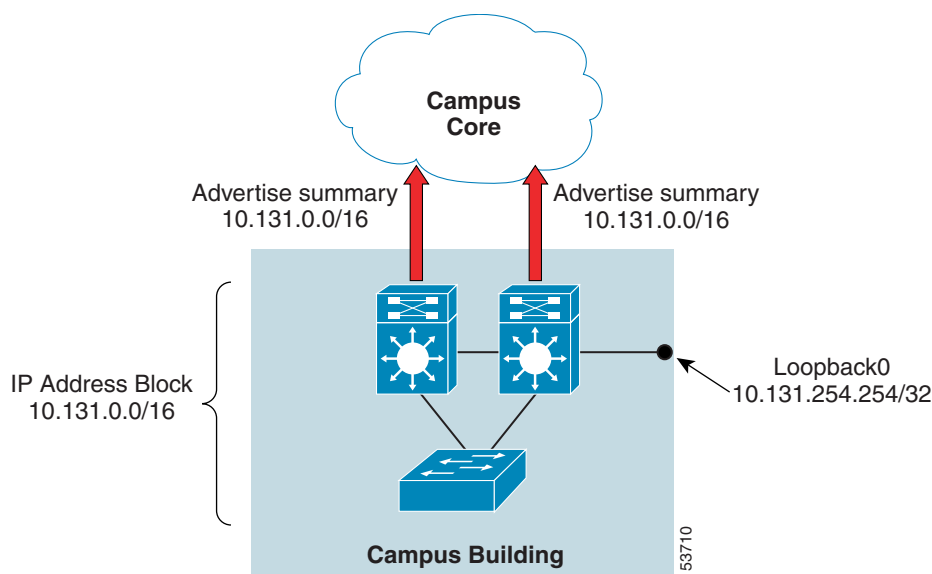 Campus
Core
Advertise summary
10.131.0.0/16
Advertise summary
10.131.0.0/16
IP Address Block
10.131.0.0/16
Loopback0
10.131.254.254/32
Campus Building
53710